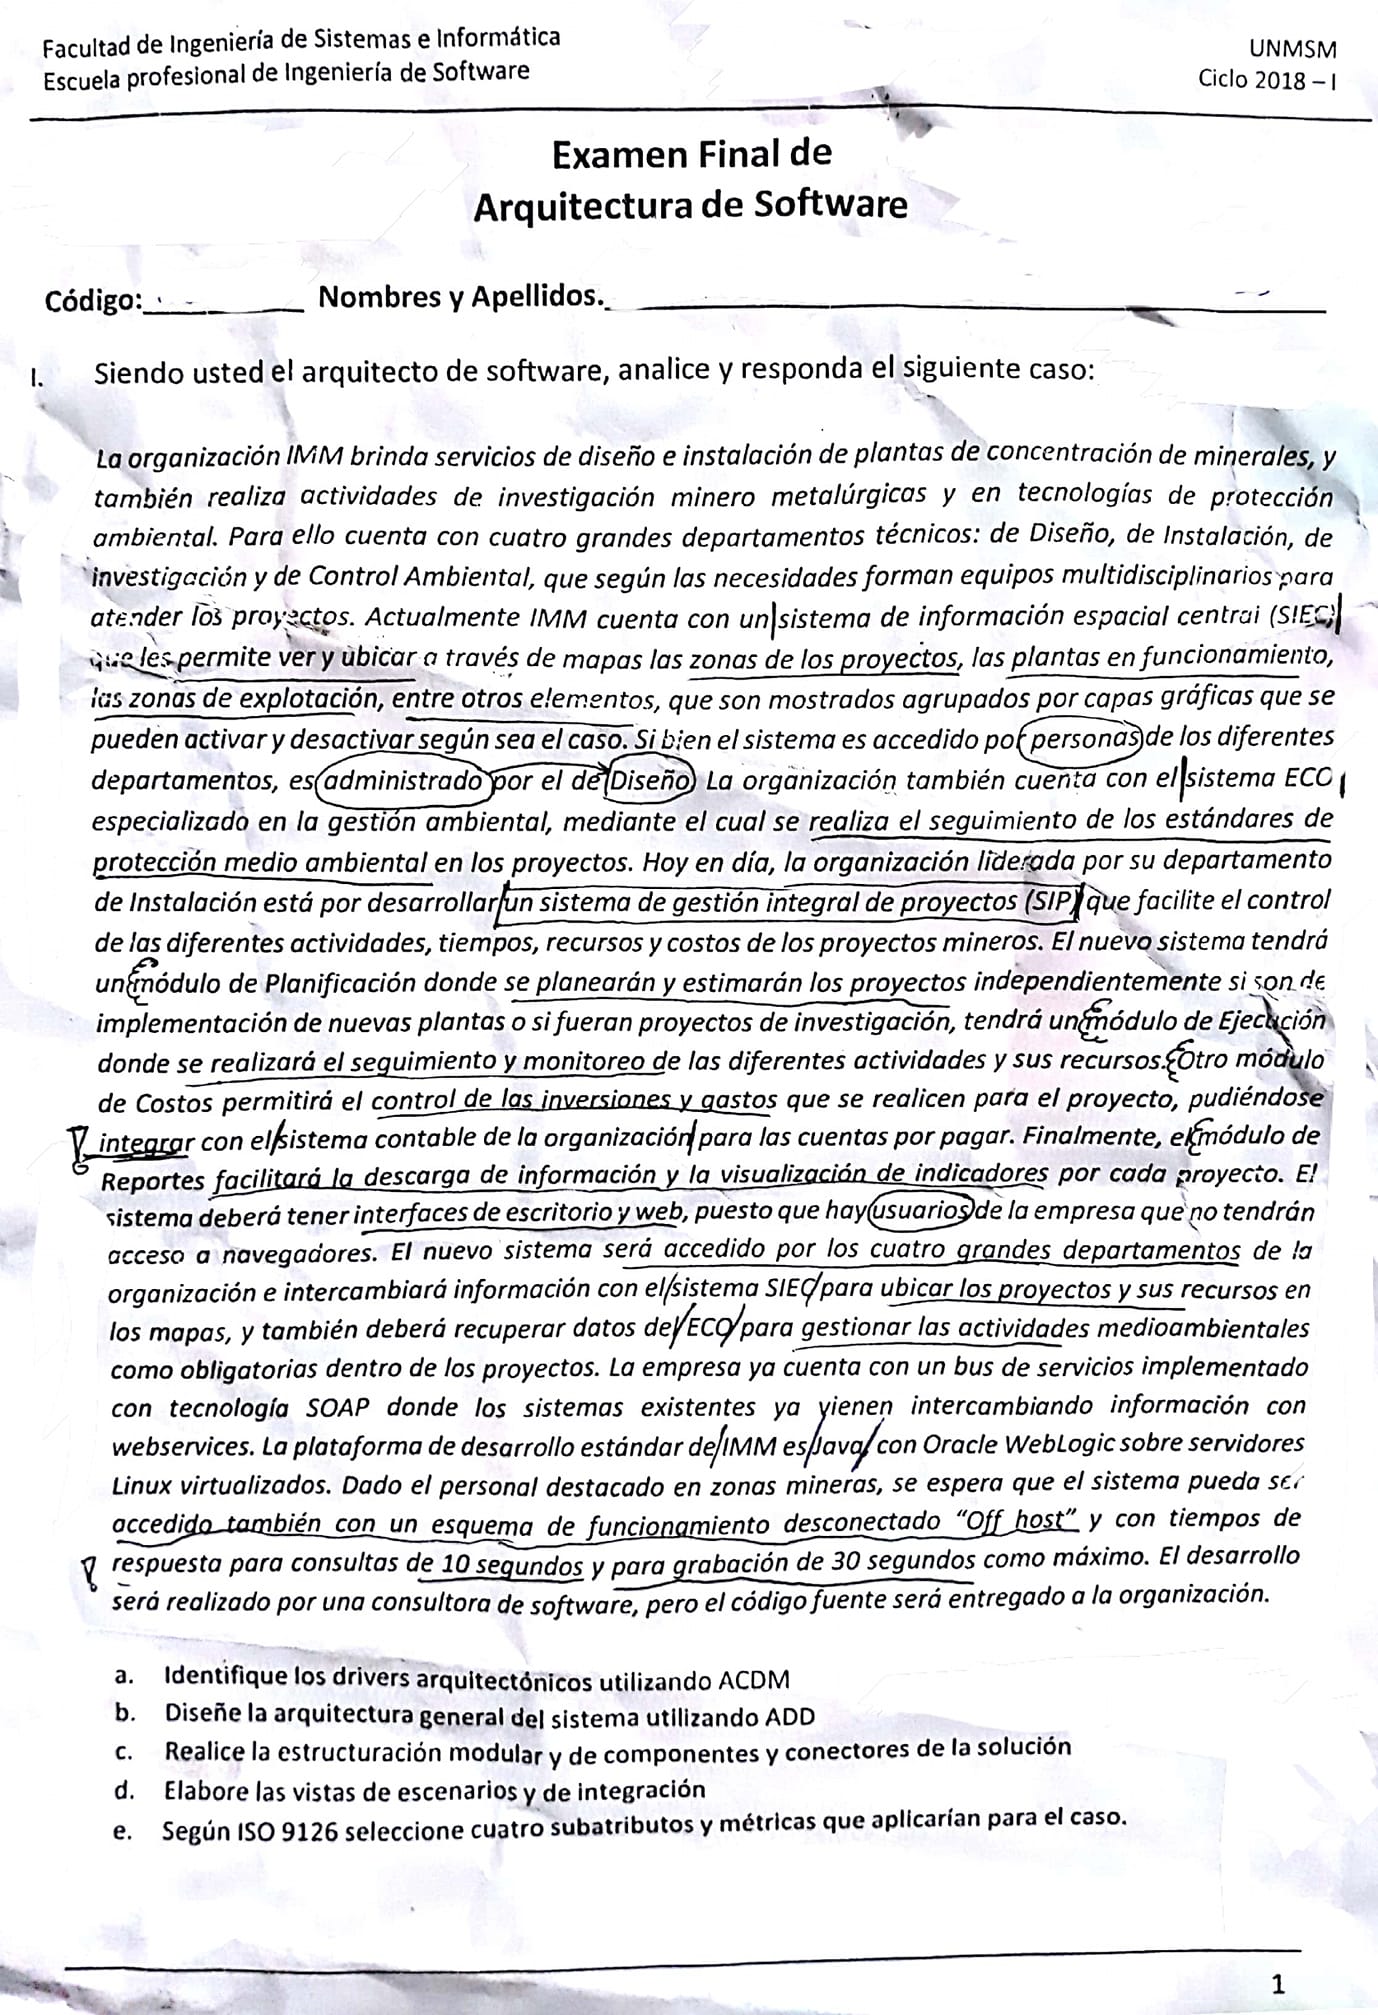 Facultad de Ingeniería de Sistemas e Informática
Escuela profesional de Ingeniería de Software
UNMSM
Ciclo 2018 – I
Examen Final de
Arquitectura de Software
Código:__________ Nombres y Apellidos.______________________________
I. Siendo usted el arquitecto de software, analice y responda el siguiente caso:
La organización IMM brinda servicios de diseño e instalación de plantas de concentración de minerales, y
también realiza actividades de investigación minero metalúrgicas y en tecnologías de protección
ambiental. Para ello cuenta con cuatro grandes departamentos técnicos: de Diseño, de Instalación, de
investigación y de Control Ambiental, que según las necesidades forman equipos multidisciplinarios para
atender los proyectos. Actualmente IMM cuenta con un sistema de información espacial central (SIEC)
que les permite ver y ubicar a través de mapas las zonas de los proyectos, las plantas en funcionamiento,
las zonas de explotación, entre otros elementos, que son mostrados agrupados por capas gráficas que se
pueden activar y desactivar según sea el caso. Si bien el sistema es accedido por personas de los diferentes
departamentos, es administrado por el de Diseño. La organización también cuenta con el sistema ECO
especializado en la gestión ambiental, mediante el cual se realiza el seguimiento de los estándares de
protección medio ambiental en los proyectos. Hoy en día, la organización liderada por su departamento
de Instalación está por desarrollar un sistema de gestión integral de proyectos (SIP) que facilite el control
de las diferentes actividades, tiempos, recursos y costos de los proyectos mineros. El nuevo sistema tendrá
un módulo de Planificación donde se planearán y estimarán los proyectos independientemente si son de
implementación de nuevas plantas o si fueran proyectos de investigación, tendrá un módulo de Ejecución
donde se realizará el seguimiento y monitoreo de las diferentes actividades y sus recursos. Otro módulo
de Costos permitirá el control de las inversiones y gastos que se realicen para el proyecto, pudiéndose
integrar con el sistema contable de la organización para las cuentas por pagar. Finalmente, el módulo de
Reportes facilitará la descarga de información y la visualización de indicadores por cada proyecto. El
sistema deberá tener interfaces de escritorio y web, puesto que hay usuarios de la empresa que no tendrán
acceso a navegadores. El nuevo sistema será accedido por los cuatro grandes departamentos de la
organización e intercambiará información con el sistema SIEC para ubicar los proyectos y sus recursos en
los mapas, y también deberá recuperar datos del ECO para gestionar las actividades medioambientales
como obligatorias dentro de los proyectos. La empresa ya cuenta con un bus de servicios implementado
con tecnología SOAP donde los sistemas existentes ya vienen intercambiando información con
webservices. La plataforma de desarrollo estándar de IMM es Java con Oracle WebLogic sobre servidores
Linux virtualizados. Dado el personal destacado en zonas mineras, se espera que el sistema pueda ser
accedido también con un esquema de funcionamiento desconectado "Off host" y con tiempos de
respuesta para consultas de 10 segundos y para grabación de 30 segundos como máximo. El desarrollo
será realizado por una consultora de software, pero el código fuente será entregado a la organización.
a. Identifique los drivers arquitectónicos utilizando ACDM
b. Diseñe la arquitectura general del sistema utilizando ADD
c. Realice la estructuración modular y de componentes y conectores de la solución
d. Elabore las vistas de escenarios y de integración
e. Según ISO 9126 seleccione cuatro subatributos y métricas que aplicarían para el caso.
1